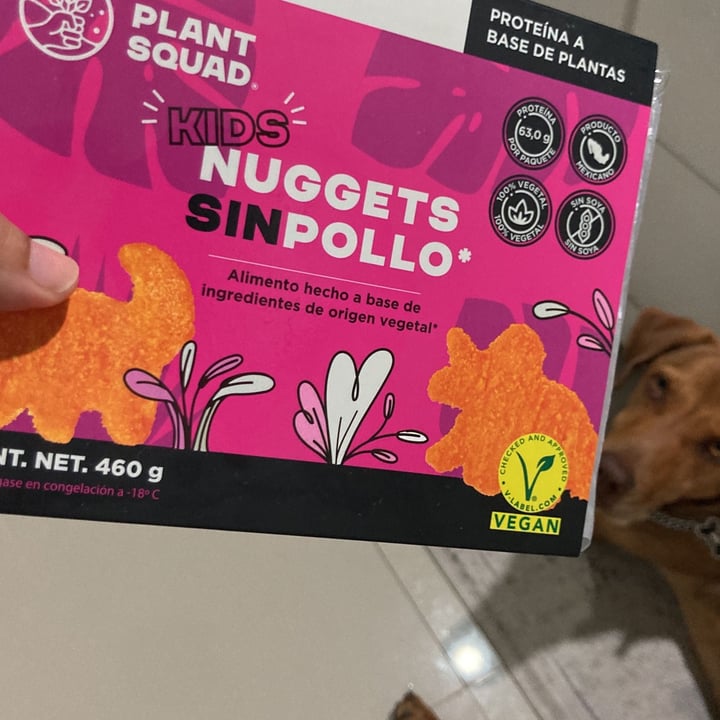 PLANT
SQUAD
PROTEÍNA A
BASE DE PLANTAS
KIDS
NUGGETS
SINPOLLO*
PROTEÍNA
63,0 g
POR PAQUETE
PRODUCTO
MEXICANO
100% VEGETAL
100% VEGETAL
SIN SOYA
SIN SOYA
Alimento hecho a base de
ingredientes de origen vegetal*
NT. NET. 460 g
ase en congelación a -18° C
CHECKED AND APPROVED
V-LABEL.COM
VEGAN